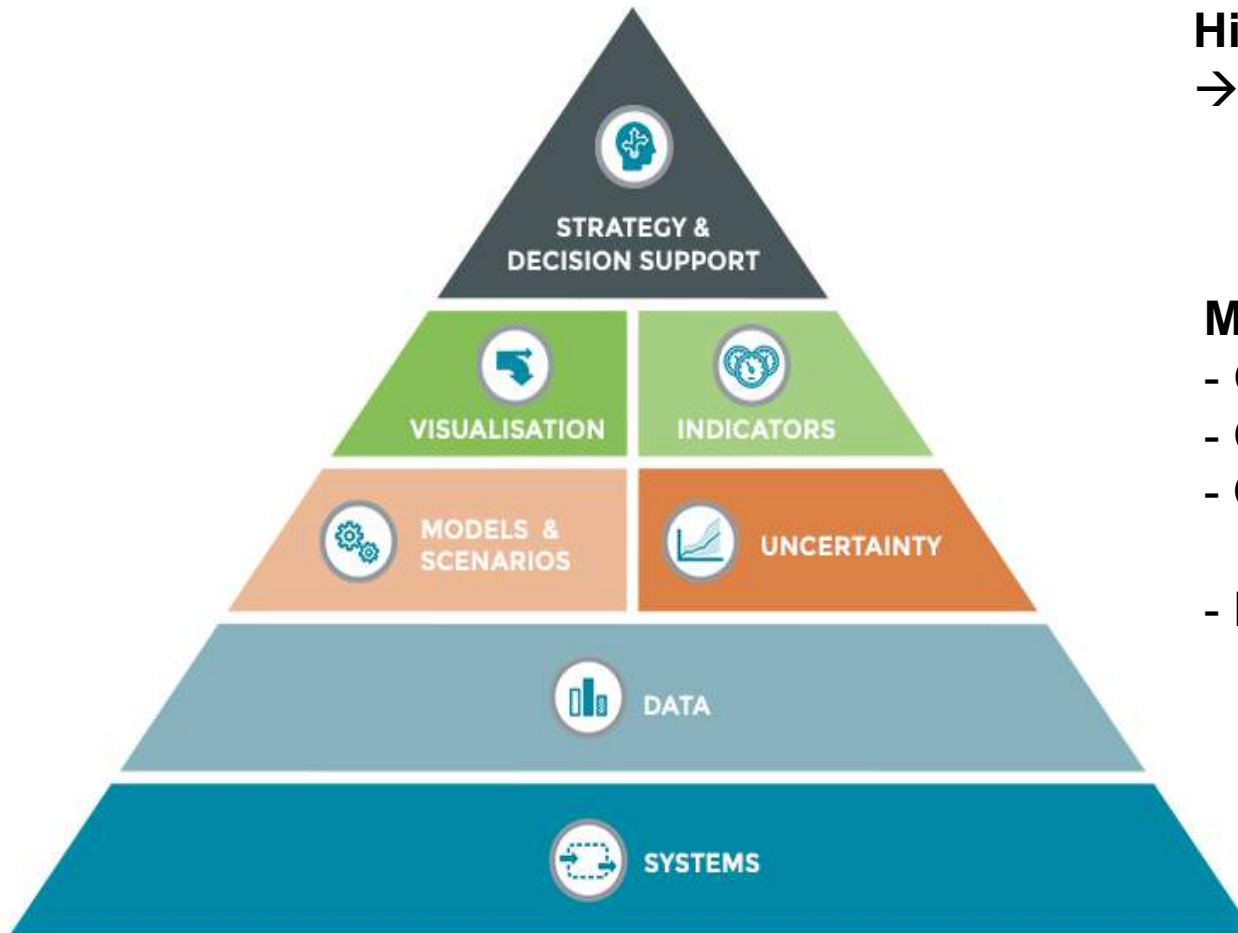 STRATEGY &
DECISION SUPPORT
VISUALISATION
INDICATORS
MODELS &
SCENARIOS
UNCERTAINTY
DATA
SYSTEMS
Hi
→
M
-
-
-
-